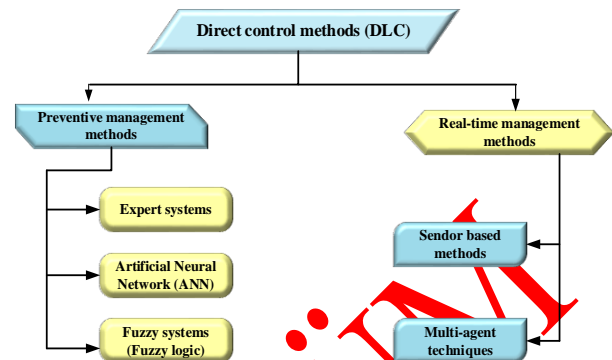 Direct control methods (DLC)
Preventive management
methods
Real-time management
methods
Expert systems
Artificial Neural
Network (ANN)
Fuzzy systems
(Fuzzy logic)
Sendor based
methods
Multi-agent
techniques